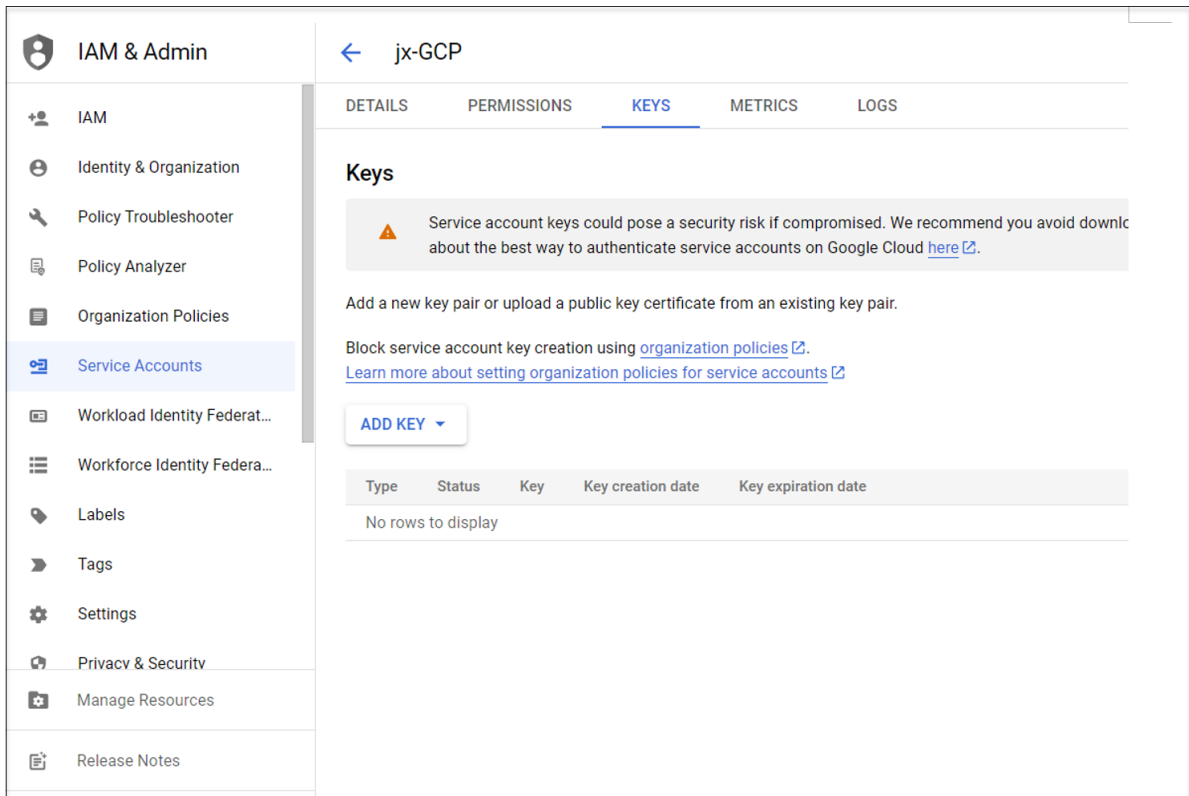 IAM & Admin
IAM
Identity & Organization
Policy Troubleshooter
Policy Analyzer
Organization Policies
Service Accounts
Workload Identity Federat...
Workforce Identity Federa...
Labels
Tags
Settings
Privacy & Security
Manage Resources
Release Notes
jx-GCP
DETAILS PERMISSIONS KEYS METRICS LOGS
Keys
Service account keys could pose a security risk if compromised. We recommend you avoid downlo
about the best way to authenticate service accounts on Google Cloud here.
Add a new key pair or upload a public key certificate from an existing key pair.
Block service account key creation using organization policies.
Learn more about setting organization policies for service accounts
ADD KEY
Type Status Key Key creation date Key expiration date
No rows to display